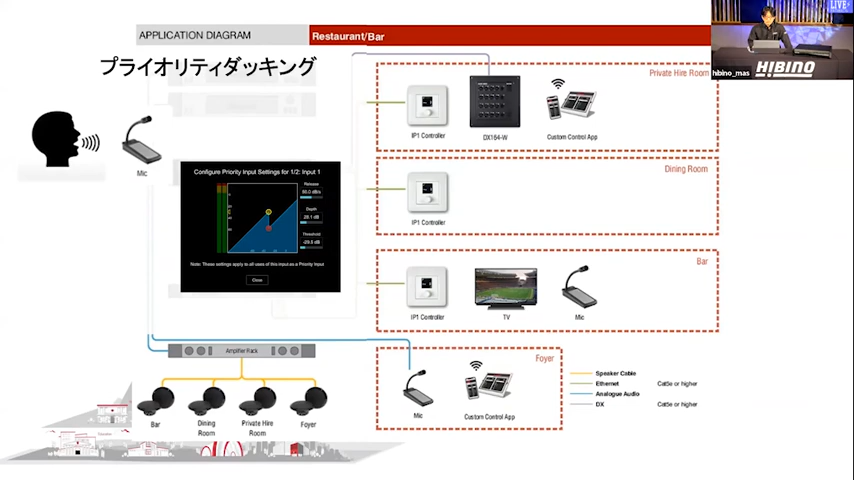 APPLICATION DIAGRAM
Restaurant/Bar
LIVE
プライオリティダッキング
hibino_mas
HIBINO
Private Hire Room
IP1 Controller
DX164-W
Custom Control App
Mic
Configure Priority Input Settings for 1/2: Input 1
Release
Depth
Threshold
Note: These settings apply to all uses of this input as a Priority Input
Close
Dining Room
IP1 Controller
Bar
IP1 Controller
TV
Mic
Amplifier Rack
Foyer
Mic
Custom Control App
Bar
Dining
Room
Private Hire
Room
Foyer
Speaker Cable
Ethernet
Cat5e or higher
Analogue Audio
DX
Cat5e or higher